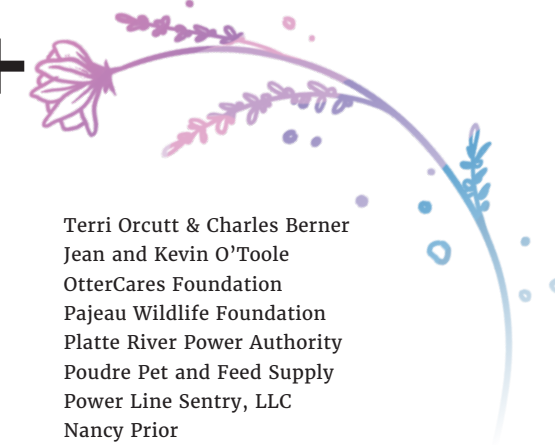 Terri Orcutt & Charles Berner
Jean and Kevin O’Toole
OtterCares Foundation
Pajeau Wildlife Foundation
Platte River Power Authority
Poudre Pet and Feed Supply
Power Line Sentry, LLC
Nancy Prior